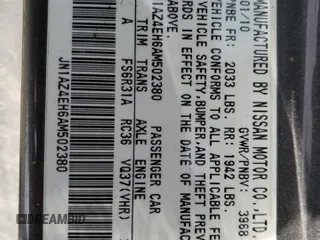 MANUFACTURED BY NISSAN MOTOR CO.,LTD.
01/10 GVWR/PNBV: 3968
NBE FR: 2033 LBS. RR: 1942 LBS.
VEHICLE CONFORMS TO ALL APPLICABLE
VEHICLE SAFETY,BUMPER,AND THEFT
RDS IN EFFECT ON THE DATE OF MANUFAC
ABOVE.
JN1AZ4EH6AM502380 PASSENGER CAR
TRIM TRANS AXLE ENGINE
A FS6R31A RC36 VQ37(VHR)
JN1AZ4EH6AM502380
DREAMBID